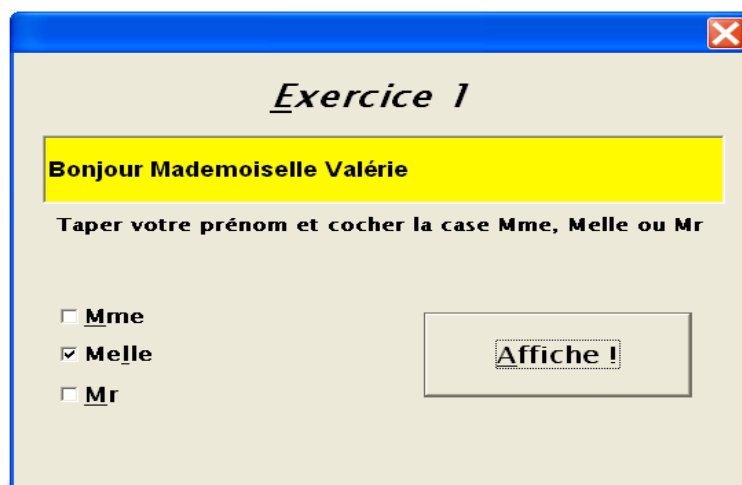 Exercice 1
Bonjour Mademoiselle Valérie
Taper votre prénom et cocher la case Mme, Melle ou Mr
Mme
Melle
Affiche !
Mr